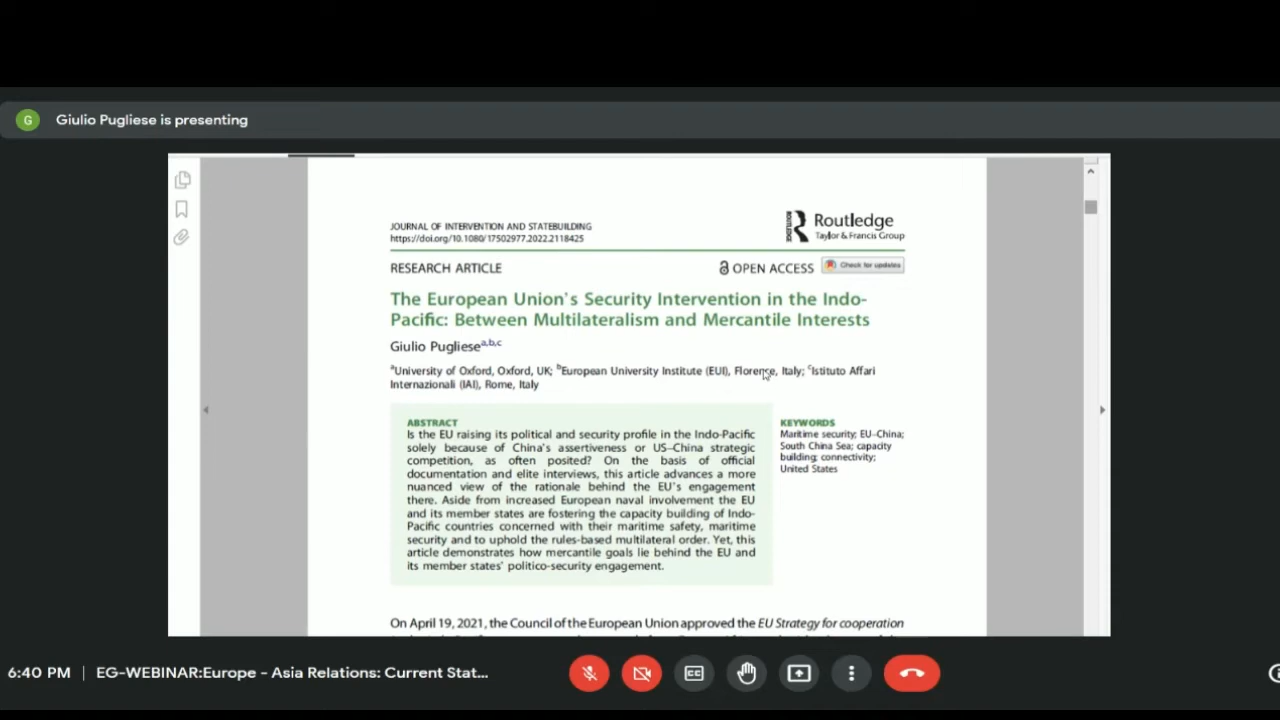 G
Giulio Pugliese is presenting
JOURNAL OF INTERVENTION AND STATEBUILDING
https://doi.org/10.1080/17502977.2022.2118425
ROUTLEDGE
Routledge
Taylor & Francis Group
RESEARCH ARTICLE
OPEN ACCESS
Check for updates
The European Union's Security Intervention in the Indo-
Pacific: Between Multilateralism and Mercantile Interests
Giulio Pugliese a,b,c
aUniversity of Oxford, Oxford, UK; bEuropean University Institute (EUI), Florence, Italy; cIstituto Affari
Internazionali (IAI), Rome, Italy
ABSTRACT
Is the EU raising its political and security profile in the Indo-Pacific
solely because of China's assertiveness or US–China strategic
competition, as often posited? On the basis of official
documentation and elite interviews, this article advances a more
nuanced view of the rationale behind the EU's engagement
there. Aside from increased European naval involvement the EU
and its member states are fostering the capacity building of Indo-
Pacific countries concerned with their maritime safety, maritime
security and to uphold the rules-based multilateral order. Yet, this
article demonstrates how mercantile goals lie behind the EU and
its member states' politico-security engagement.
KEYWORDS
Maritime security; EU–China;
South China Sea; capacity
building; connectivity;
United States
On April 19, 2021, the Council of the European Union approved the EU Strategy for cooperation
6:40 PM | EG-WEBINAR:Europe - Asia Relations: Current Stat...
CC